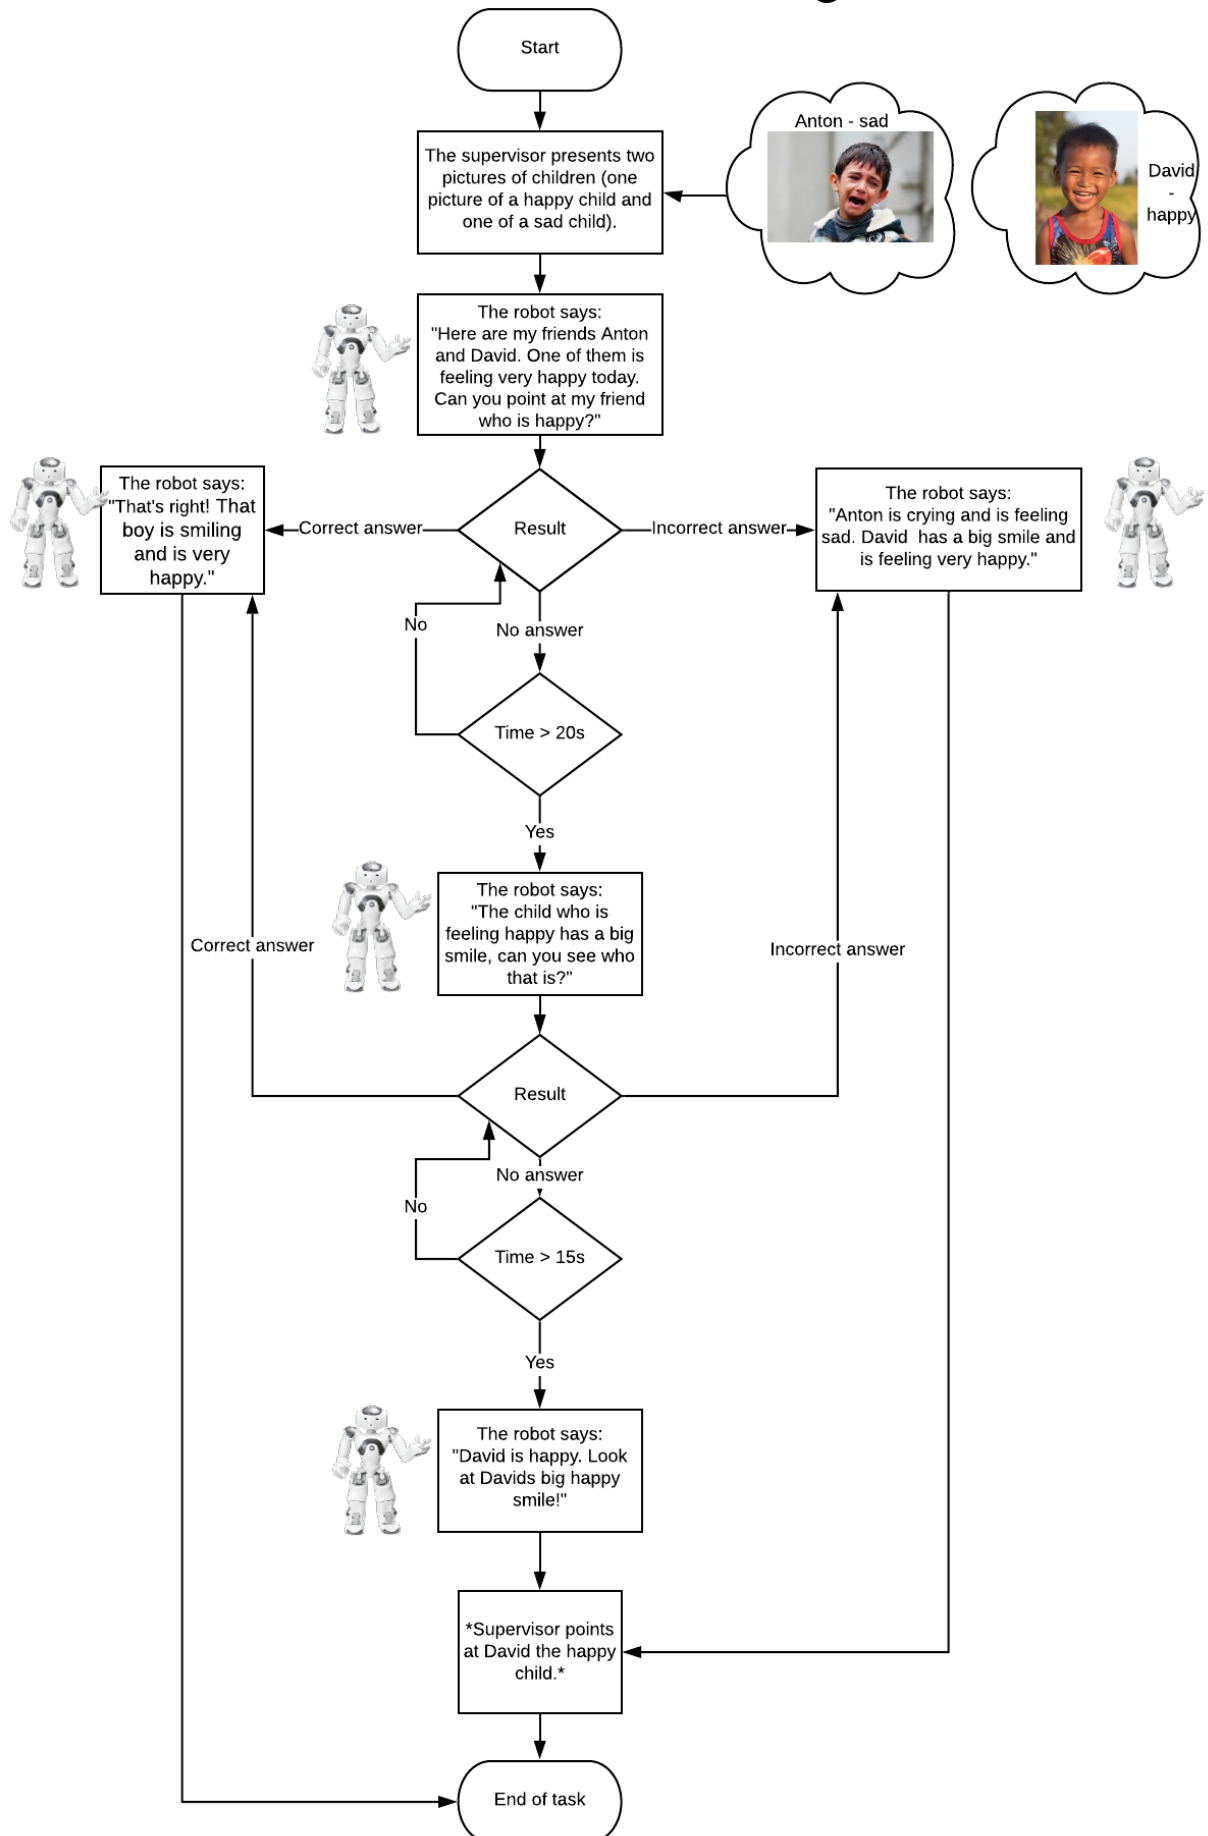 Start
The supervisor presents two
pictures of children (one
picture of a happy child and
one of a sad child).
Anton - sad
David
-
happy
The robot says:
"Here are my friends Anton
and David. One of them is
feeling very happy today.
Can you point at my friend
who is happy?"
The robot says:
"That's right! That
boy is smiling
and is very
happy."
Correct answer
Result
Incorrect answer
The robot says:
"Anton is crying and is feeling
sad. David  has a big smile and
is feeling very happy."
No
No answer
Time > 20s
Yes
The robot says:
"The child who is
feeling happy has a big
smile, can you see who
that is?"
Correct answer
Incorrect answer
Result
No answer
No
Time > 15s
Yes
The robot says:
"David is happy. Look
at Davids big happy
smile!"
*Supervisor points
at David the happy
child.*
End of task